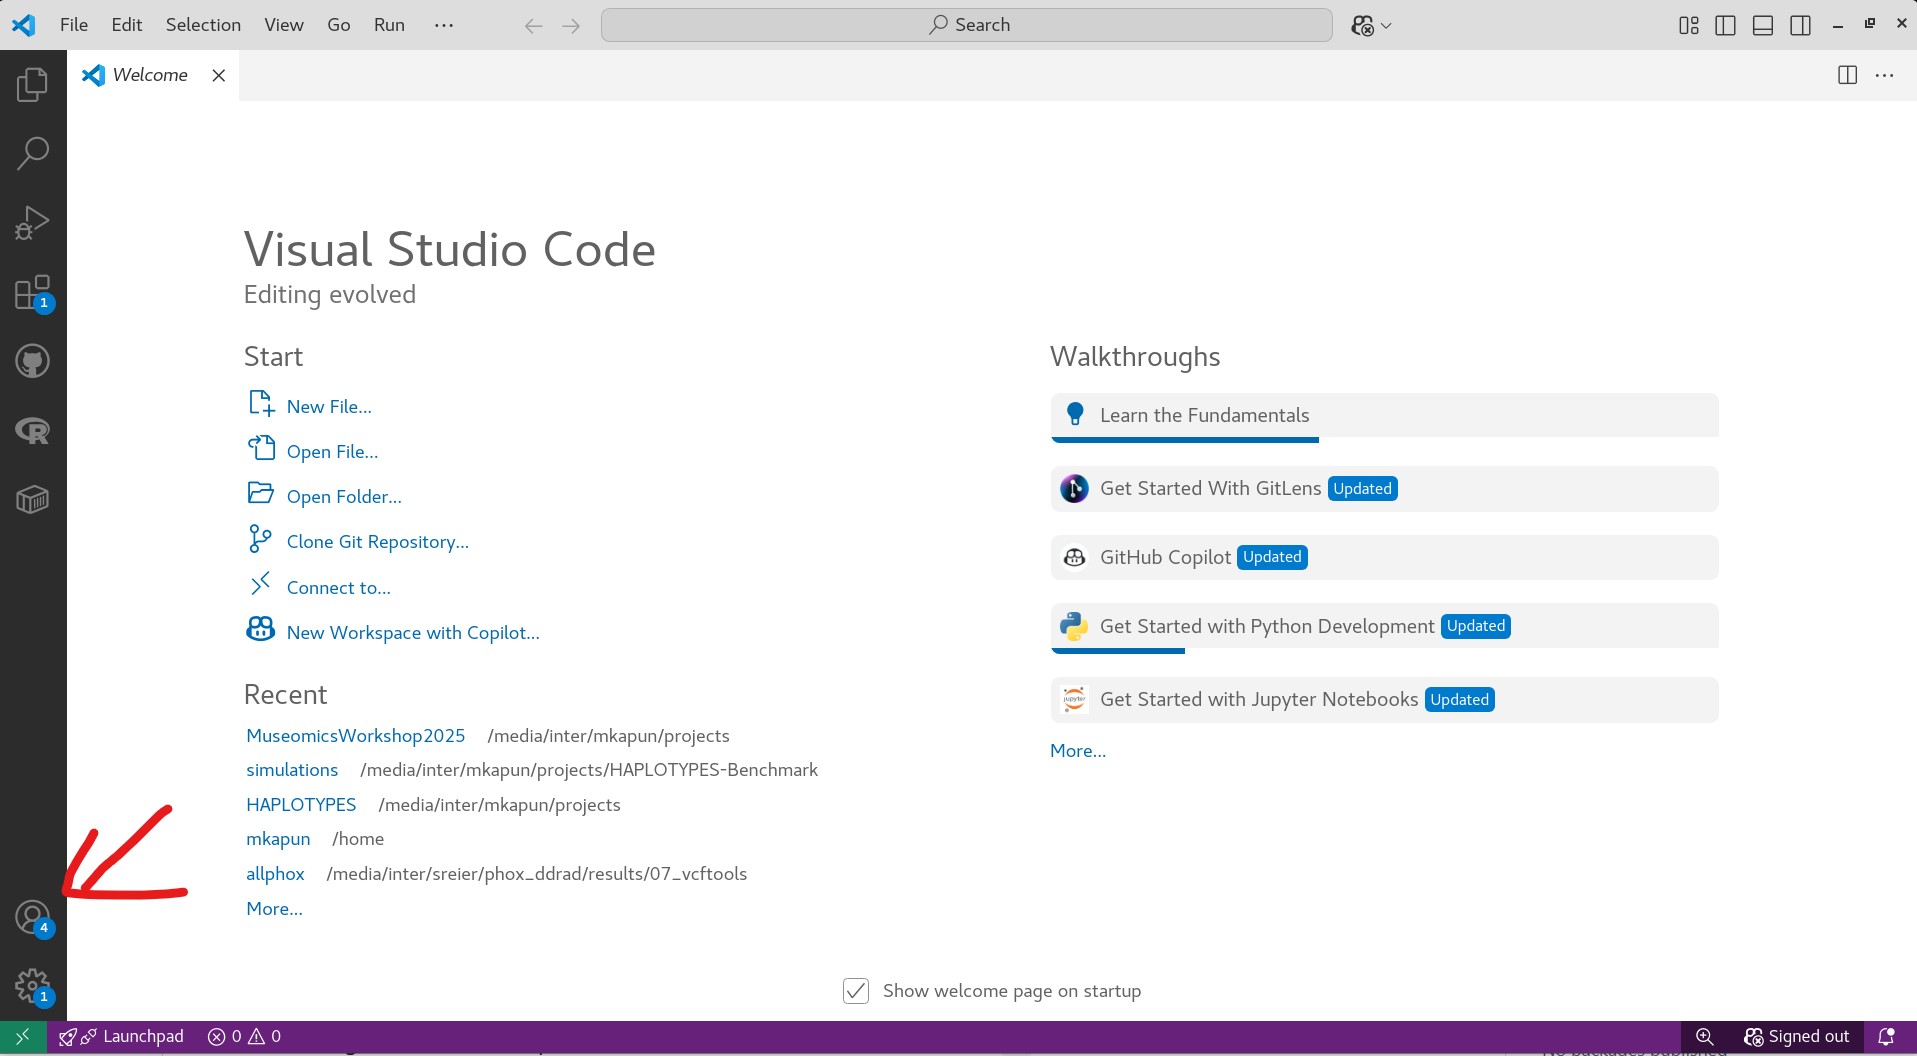 File Edit Selection View Go Run ··· Search
Welcome
Visual Studio Code
Editing evolved
Start
New File...
Open File...
Open Folder...
Clone Git Repository...
Connect to...
New Workspace with Copilot...
Recent
MuseomicsWorkshop2025 /media/inter/mkapun/projects
simulations /media/inter/mkapun/projects/HAPLOTYPES-Benchmark
HAPLOTYPES /media/inter/mkapun/projects
mkapun /home
allphox /media/inter/sreier/phox_ddrad/results/07_vcftools
More...
Walkthroughs
Learn the Fundamentals
Get Started With GitLens Updated
GitHub Copilot Updated
Get Started with Python Development Updated
Get Started with Jupyter Notebooks Updated
More...
1
R
4
1
Show welcome page on startup
Launchpad 0 0 Signed out